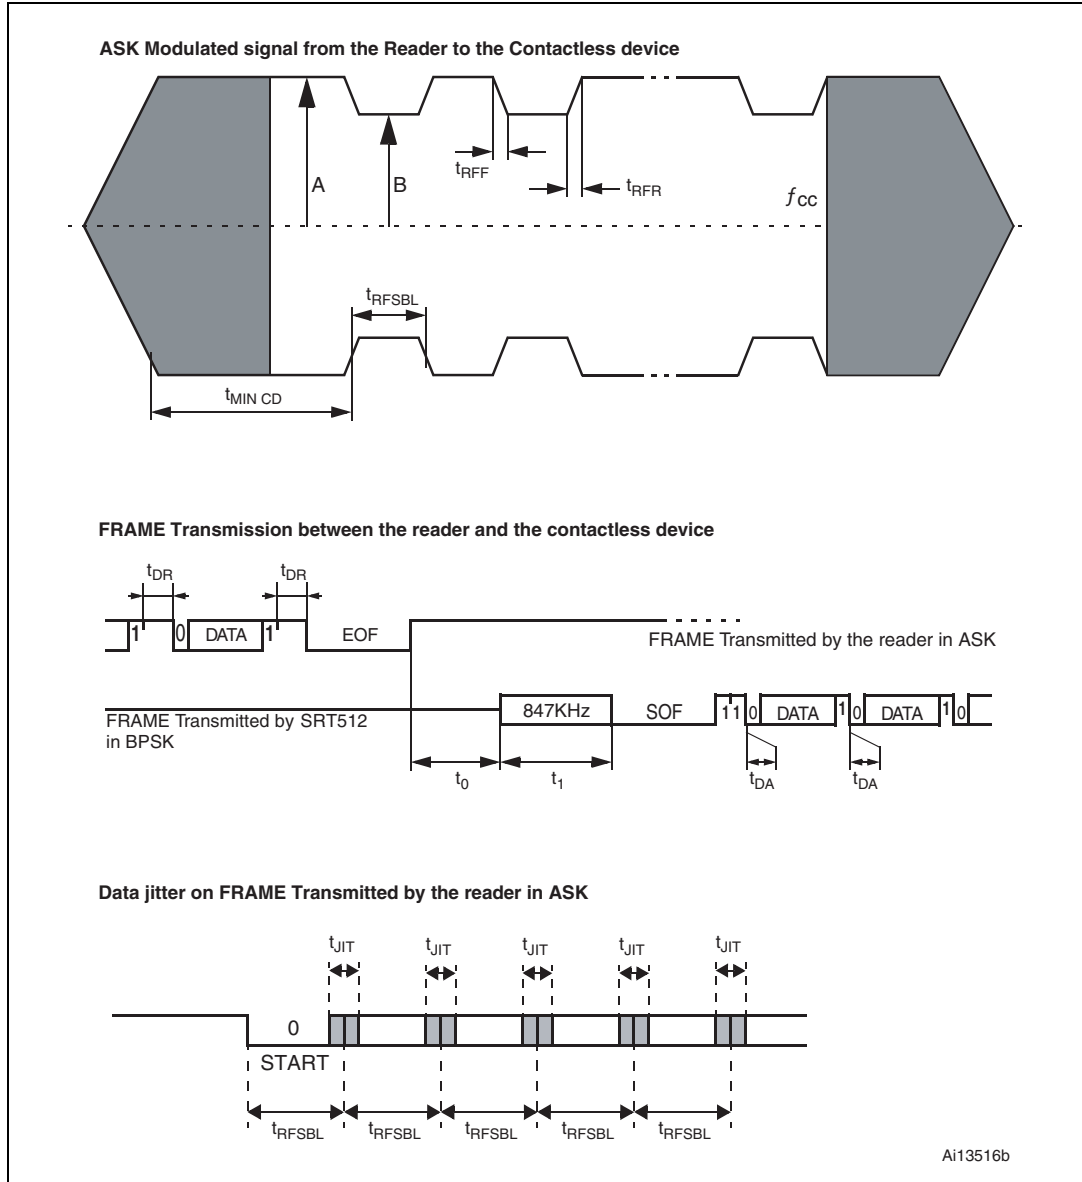 ASK Modulated signal from the Reader to the Contactless device
A
B
tRFF
tRFR
ƒcc
tRFSBL
tMIN CD
FRAME Transmission between the reader and the contactless device
tDR
tDR
1
0
DATA
1
EOF
FRAME Transmitted by the reader in ASK
847KHz
SOF
1 1 0
DATA
1 0
DATA
1 0
FRAME Transmitted by SRT512
in BPSK
t0
t1
tDA
tDA
Data jitter on FRAME Transmitted by the reader in ASK
tJIT
tJIT
tJIT
tJIT
tJIT
0
START
tRFSBL
tRFSBL
tRFSBL
tRFSBL
tRFSBL
Ai13516b